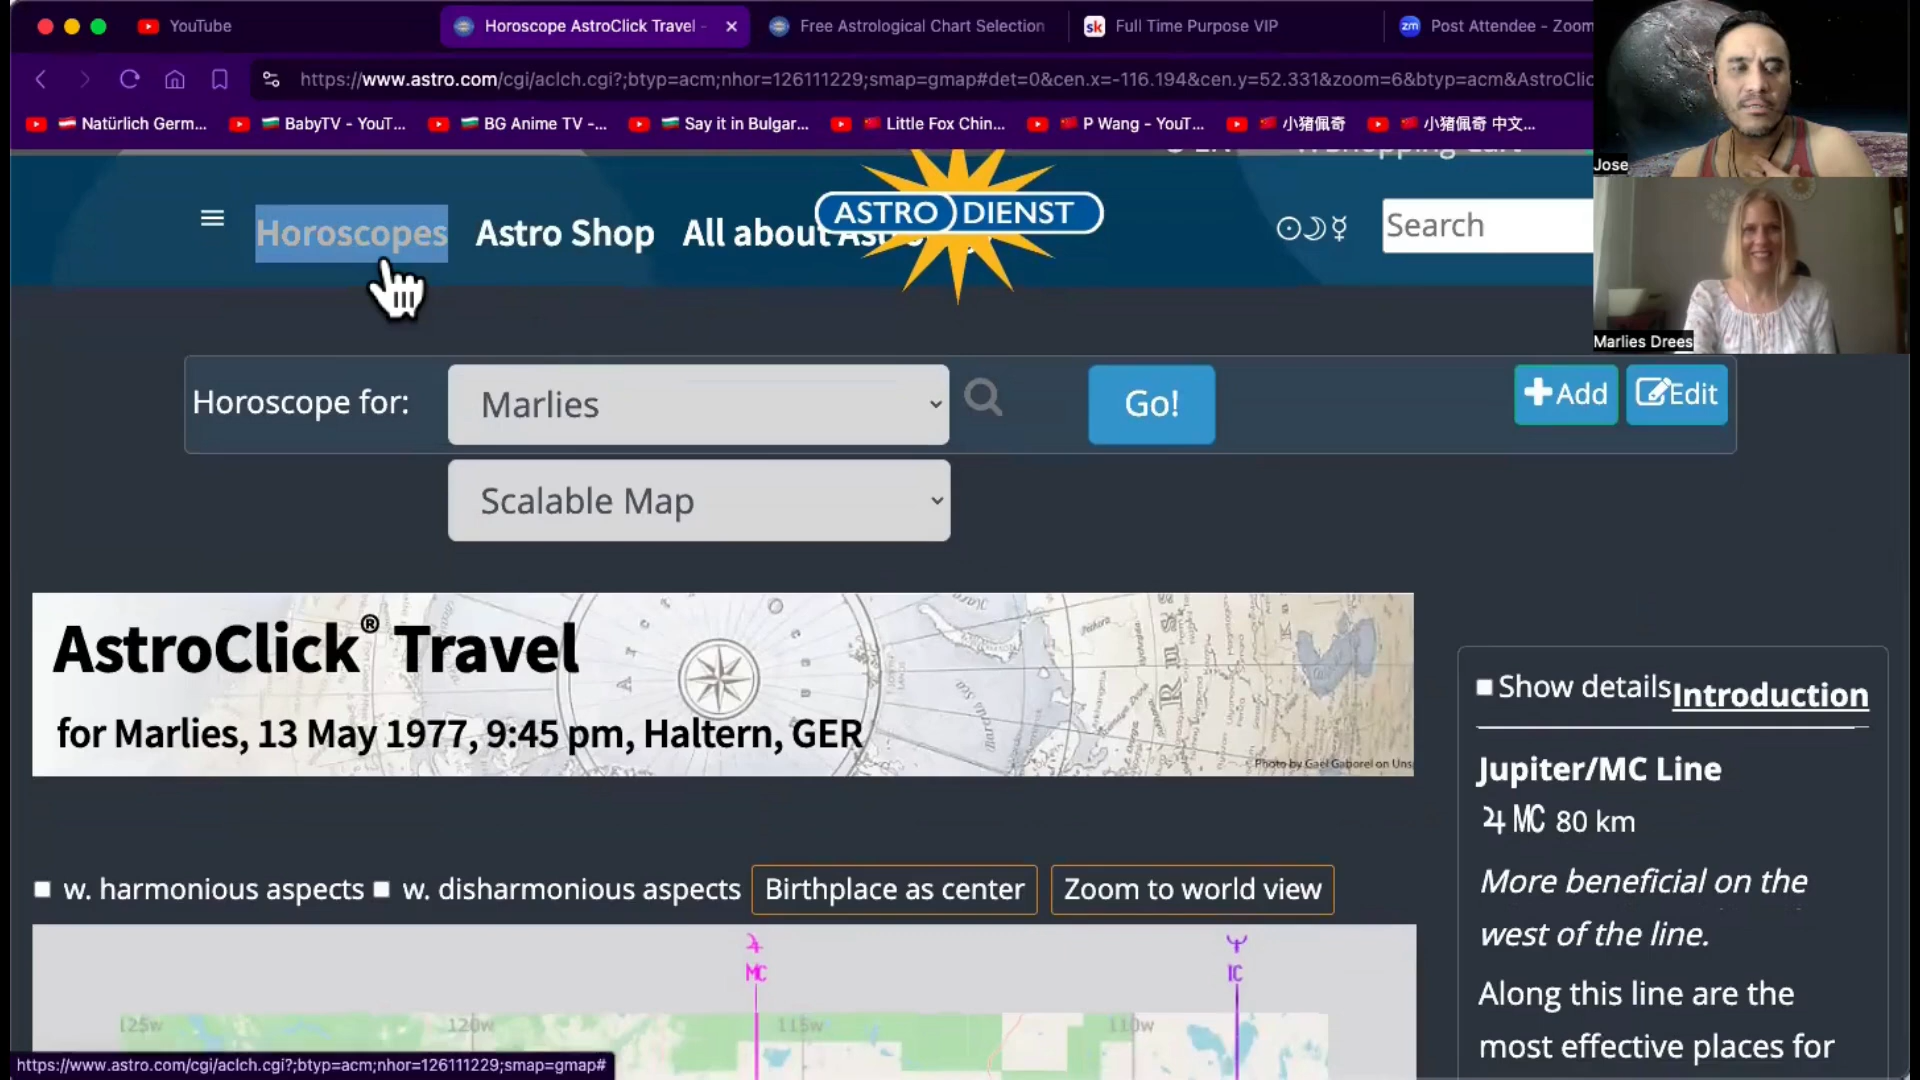 YouTube
Horoscope AstroClick Travel -
Free Astrological Chart Selection
sk Full Time Purpose VIP
zm Post Attendee - Zoom
https://www.astro.com/cgi/aclch.cgi?;btyp=acm;nhor=126111229;smap=gmap#det=0&cen.x=-116.194&cen.y=52.331&zoom=6&btyp=acm&AstroClic
Natürlich Germ...
BabyTV - YouT...
BG Anime TV -...
Say it in Bulgar...
Little Fox Chin...
P Wang - YouT...
小猪佩奇
小猪佩奇 中文...
Jose
Marlies Drees
Shopping Cart
Horoscopes
Astro Shop
All about Astro
ASTRO DIENST
☉☽☿
Search
Horoscope for:
Marlies
Go!
Add
Edit
Scalable Map
AstroClick® Travel
for Marlies, 13 May 1977, 9:45 pm, Haltern, GER
Photo by Gael Gaborel on Uns
Show details
Introduction
Jupiter/MC Line
♃ MC 80 km
More beneficial on the
west of the line.
Along this line are the
most effective places for
w. harmonious aspects
w. disharmonious aspects
Birthplace as center
Zoom to world view
♃
MC
♆
IC
125w
120w
115w
110w
https://www.astro.com/cgi/aclch.cgi?;btyp=acm;nhor=126111229;smap=gmap#